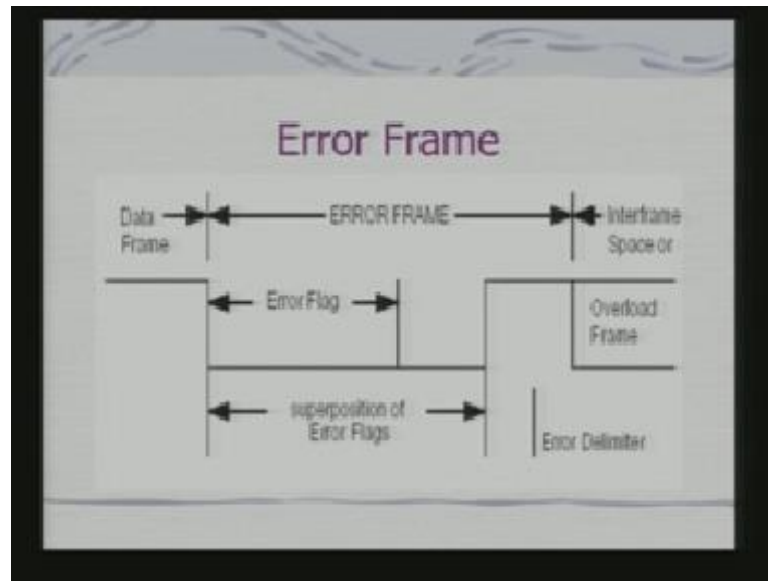 Error Frame
Data
Frame
ERROR FRAME
Interframe
Space or
Error Flag
Overload
Frame
superposition of
Error Flags
Error Delimiter